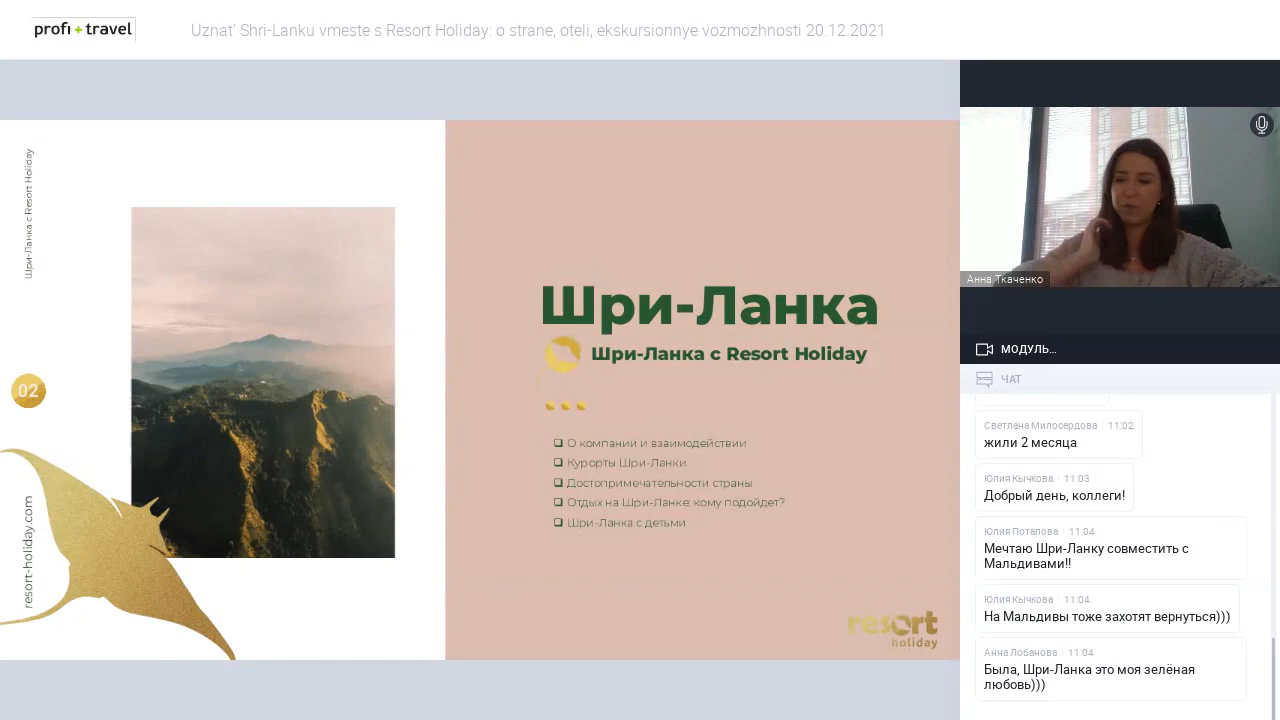 profi + travel
Uznat' Shri-Lanku vmeste s Resort Holiday: o strane, oteli, ekskursionnye vozmozhnosti 20.12.2021
Шри-Ланка с Resort Holiday
02
resort-holiday.com
Шри-Ланка
Шри-Ланка с Resort Holiday
О компании и взаимодействии
Курорты Шри-Ланки
Достопримечательности страны
Отдых на Шри-Ланке: кому подойдет?
Шри-Ланка с детьми
resort
holiday
Анна Ткаченко
МОДУЛЬ...
ЧАТ
Светлана Милосердова 11:02
жили 2 месяца
Юлия Кычкова 11:03
Добрый день, коллеги!
Юлия Потапова 11:04
Мечтаю Шри-Ланку совместить с
Мальдивами!!
Юлия Кычкова 11:04
На Мальдивы тоже захотят вернуться)))
Анна Лобанова 11:04
Была, Шри-Ланка это моя зелёная
любовь)))